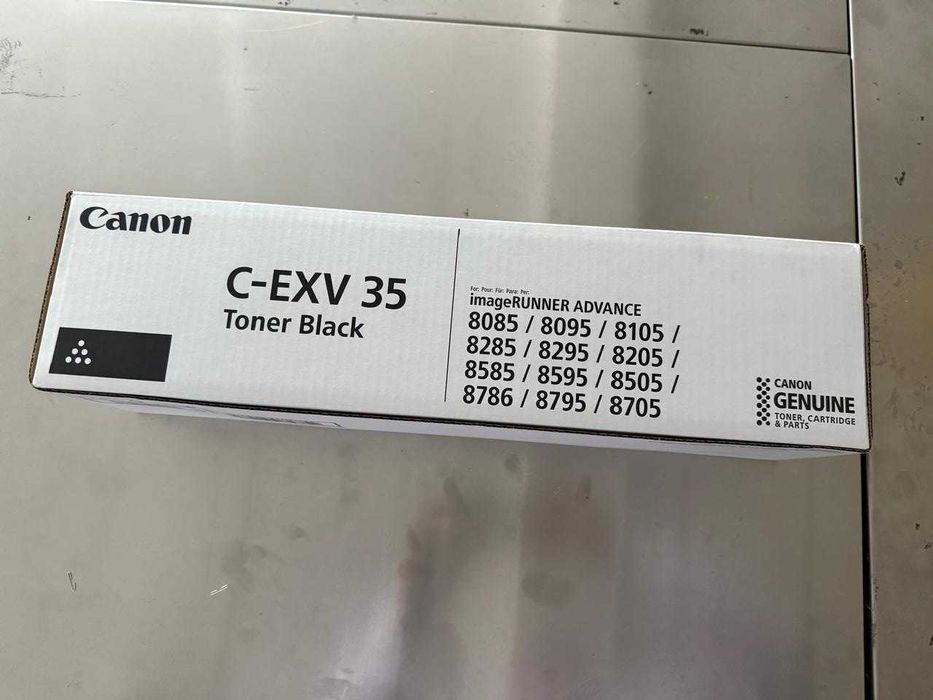 Canon
C-EXV 35
Toner Black
For: Pour: Für: Para: Per:
imageRUNNER ADVANCE
8085 / 8095 / 8105 /
8285 / 8295 / 8205 /
8585 / 8595 / 8505 /
8786 / 8795 / 8705
CANON
GENUINE
TONER, CARTRIDGE
& PARTS